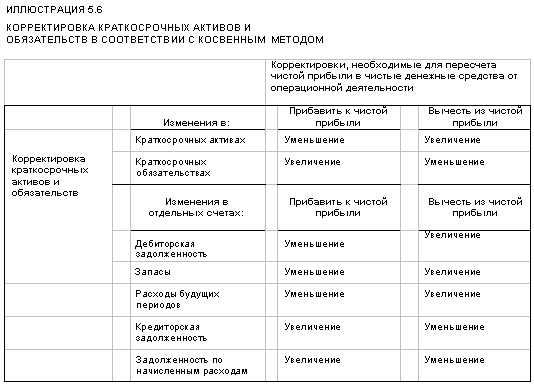 ИЛЛЮСТРАЦИЯ 5.6
КОРРЕКТИРОВКА КРАТКОСРОЧНЫХ АКТИВОВ И
ОБЯЗАТЕЛЬСТВ В СООТВЕТСТВИИ С КОСВЕННЫМ МЕТОДОМ
Корректировки, необходимые для пересчета
чистой прибыли в чистые денежные средства от
операционной деятельности
Изменения в: Прибавить к чистой прибыли Вычесть из чистой прибыли
Краткосрочных активах Уменьшение Увеличение
Корректировка краткосрочных активов и обязательств
Краткосрочных обязательствах Увеличение Уменьшение
Изменения в отдельных счетах: Прибавить к чистой прибыли Вычесть из чистой прибыли
Дебиторская задолженность Уменьшение Увеличение
Запасы Уменьшение Увеличение
Расходы будущих периодов Уменьшение Увеличение
Кредиторская задолженность Увеличение Уменьшение
Задолженность по начисленным расходам Увеличение Уменьшение